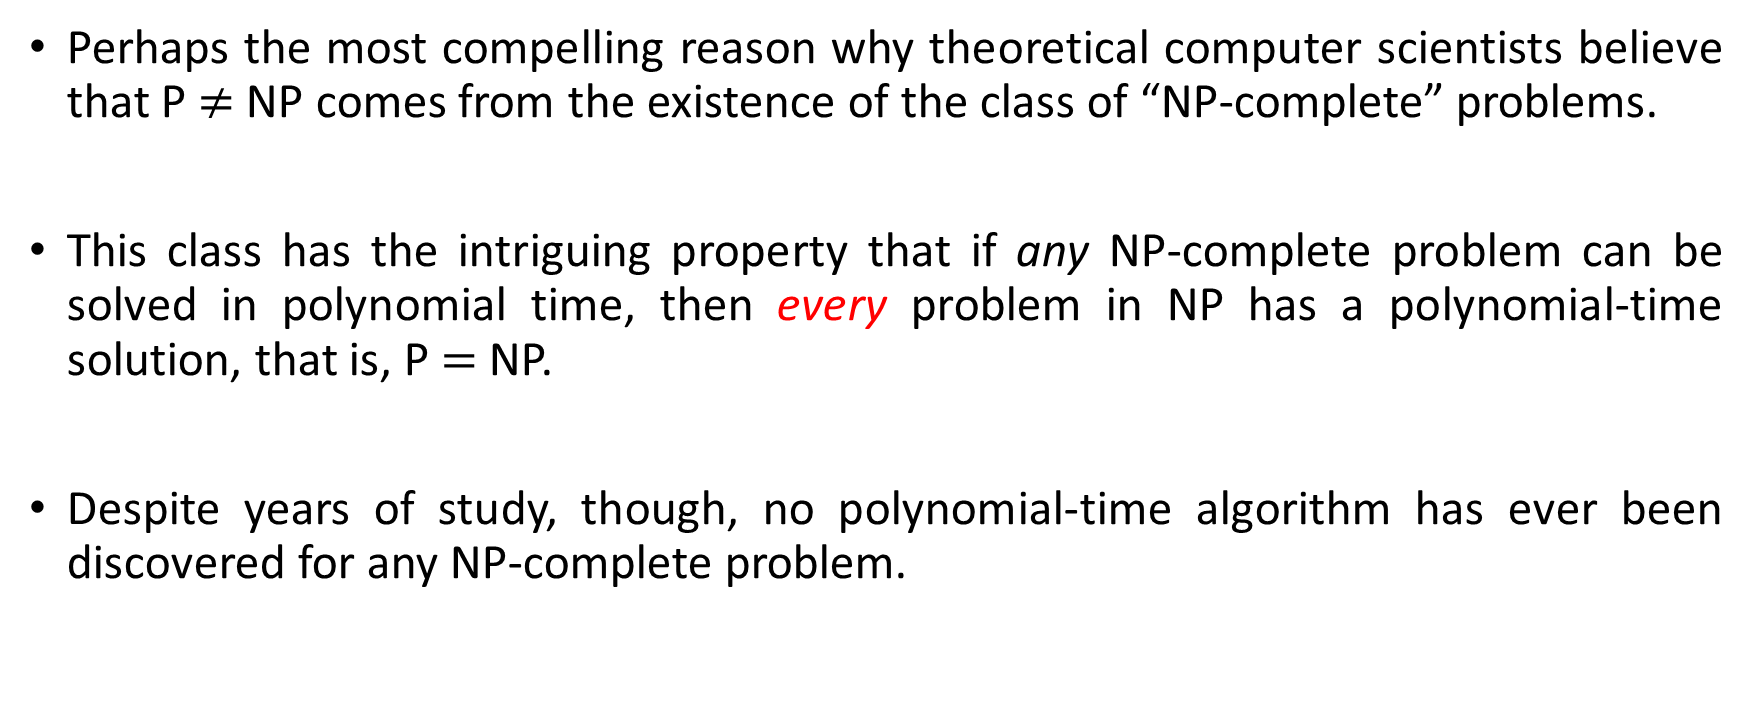 • Perhaps the most compelling reason why theoretical computer scientists believe
that P ≠ NP comes from the existence of the class of “NP-complete” problems.
• This class has the intriguing property that if any NP-complete problem can be
solved in polynomial time, then every problem in NP has a polynomial-time
solution, that is, P = NP.
• Despite years of study, though, no polynomial-time algorithm has ever been
discovered for any NP-complete problem.